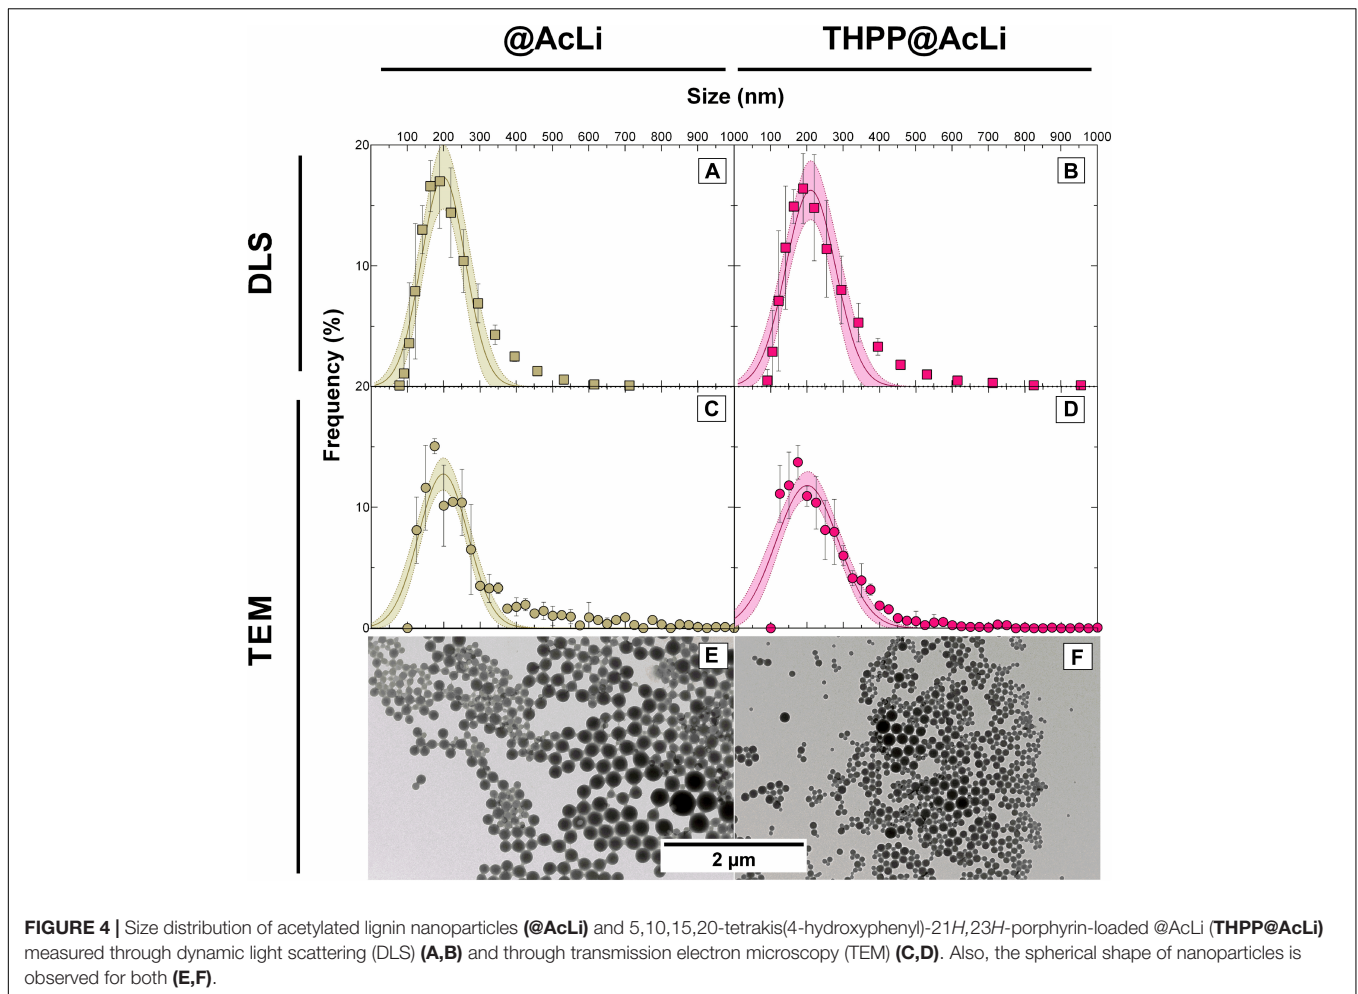 @AcLi THPP@AcLi
Size (nm)
100 200 300 400 500 600 700 800 900 1000 100 200 300 400 500 600 700 800 900 1000
20
A B
DLS
10
Frequency (%)
20
C D
10
TEM
0
E F
2 µm
FIGURE 4 | Size distribution of acetylated lignin nanoparticles (@AcLi) and 5,10,15,20-tetrakis(4-hydroxyphenyl)-21H,23H-porphyrin-loaded @AcLi (THPP@AcLi)
measured through dynamic light scattering (DLS) (A,B) and through transmission electron microscopy (TEM) (C,D). Also, the spherical shape of nanoparticles is
observed for both (E,F).